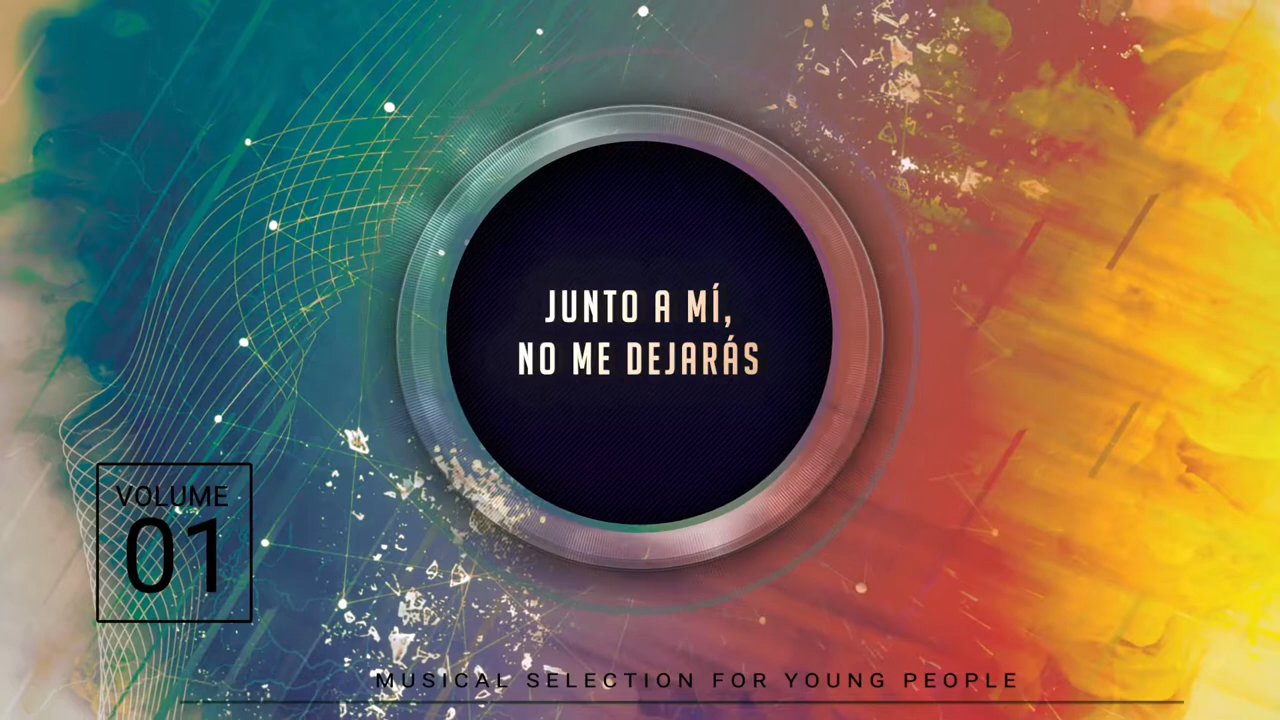 JUNTO A MÍ,
NO ME DEJARÁS
VOLUME
01
MUSICAL SELECTION FOR YOUNG PEOPLE